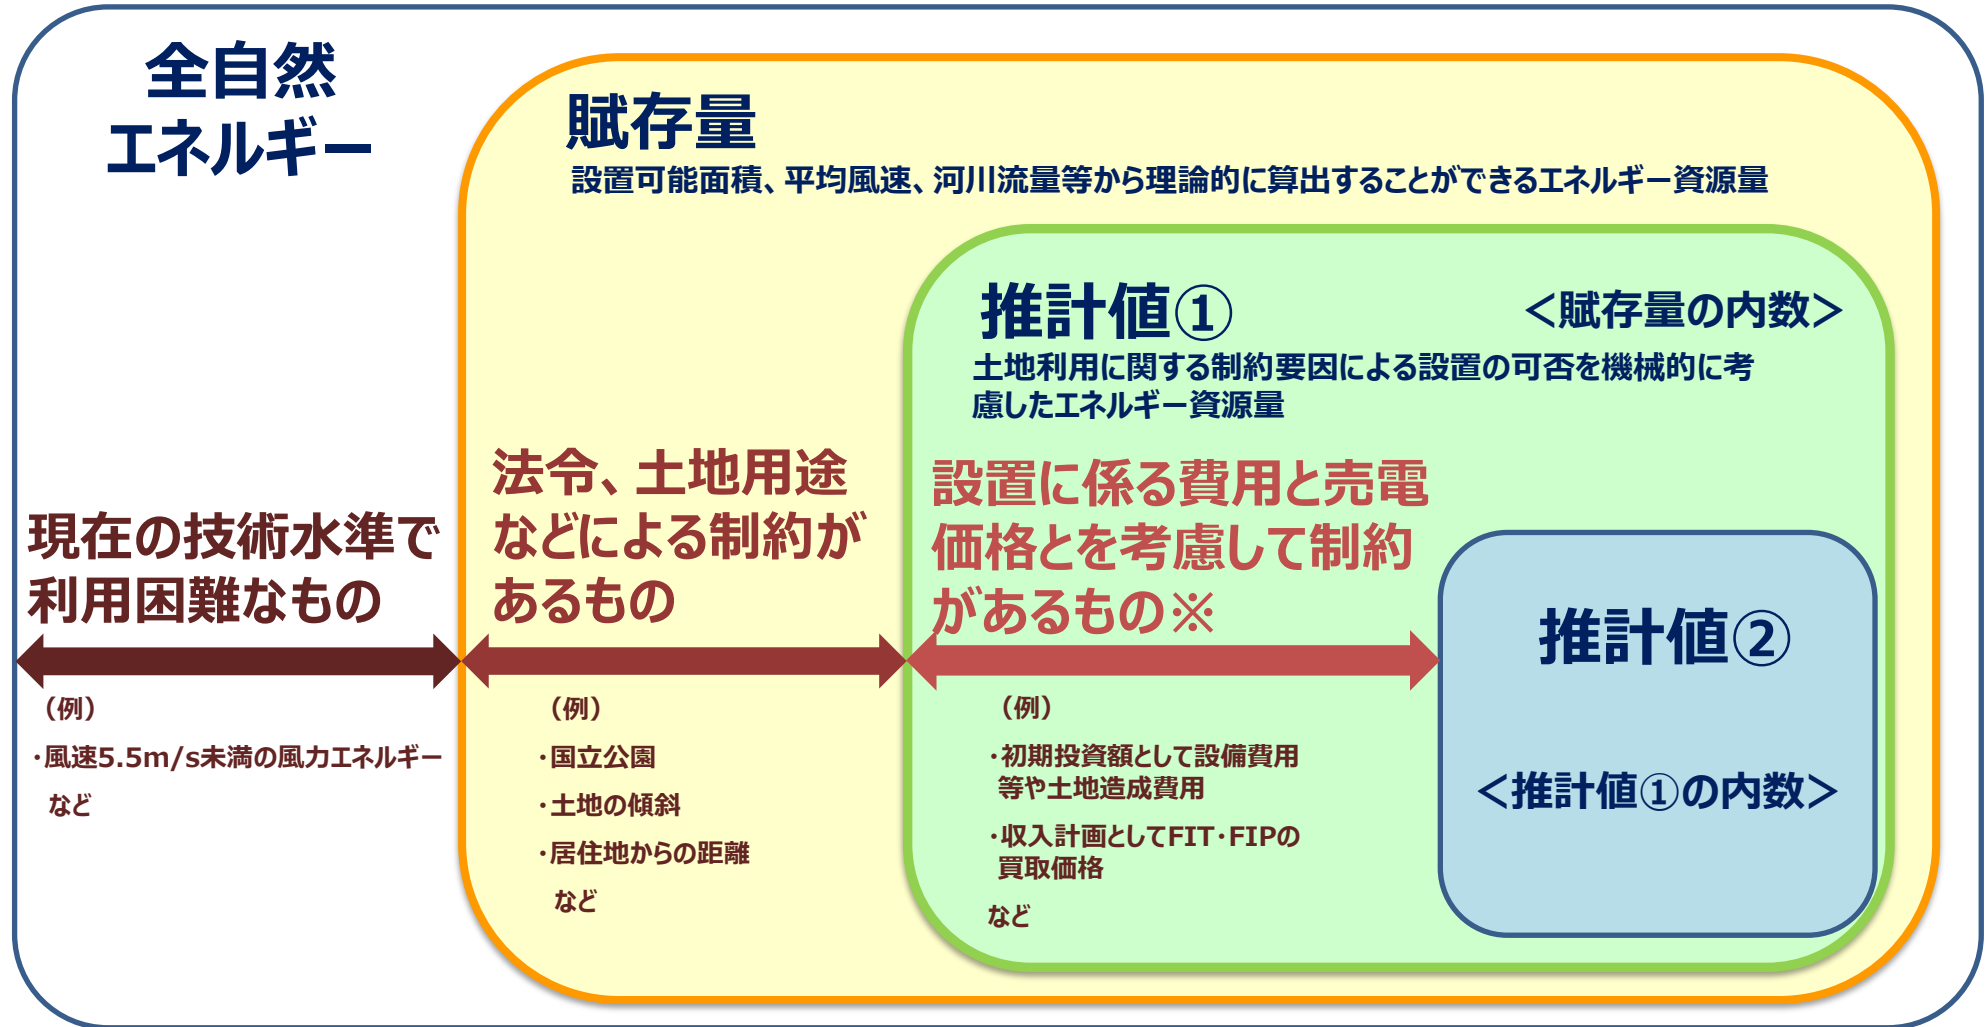 全自然
エネルギー
賦存量
設置可能面積、平均風速、河川流量等から理論的に算出することができるエネルギー資源量
推計値①
＜賦存量の内数＞
土地利用に関する制約要因による設置の可否を機械的に考
慮したエネルギー資源量
現在の技術水準で
利用困難なもの
（例）
・風速5.5m/s未満の風力エネルギー
など
法令、土地用途
などによる制約が
あるもの
（例）
・国立公園
・土地の傾斜
・居住地からの距離
など
設置に係る費用と売電
価格とを考慮して制約
があるもの※
（例）
・初期投資額として設備費用
等や土地造成費用
・収入計画としてFIT・FIPの
買取価格
など
推計値②
＜推計値①の内数＞